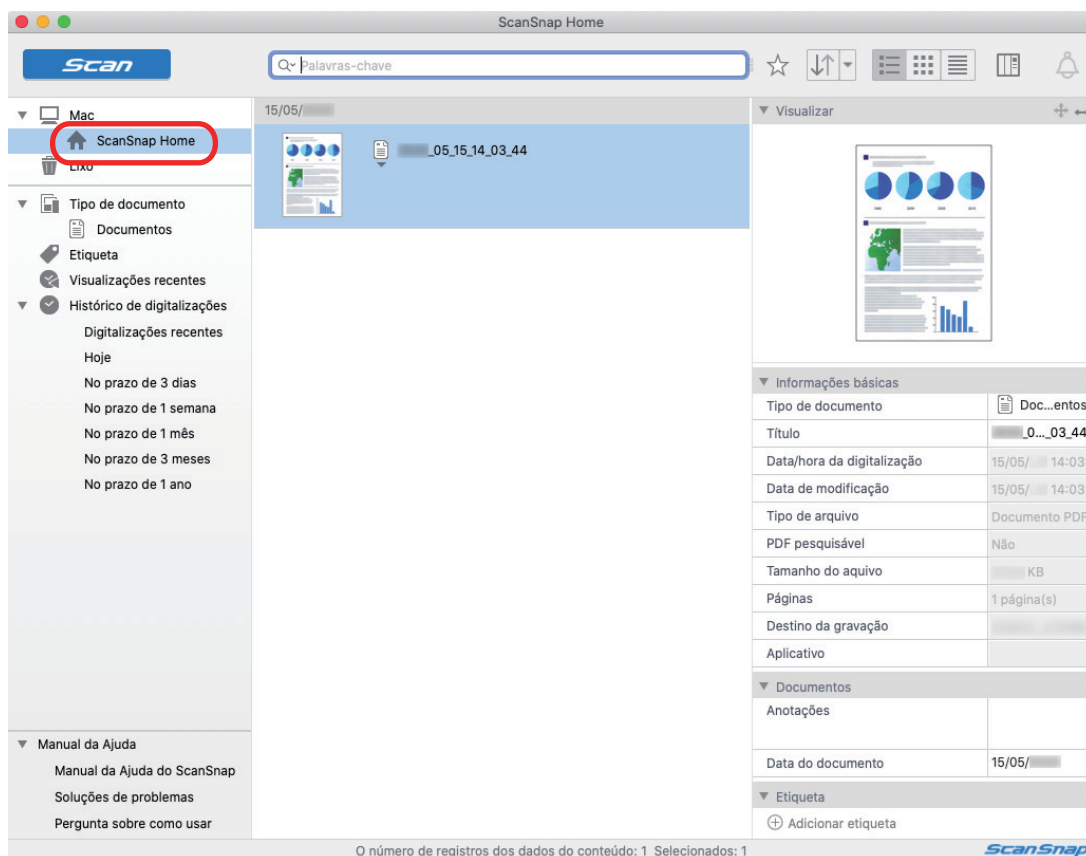 ScanSnap Home
Scan
Palavras-chave
Mac
ScanSnap Home
Lixo
Tipo de documento
Documentos
Etiqueta
Visualizações recentes
Histórico de digitalizações
Digitalizações recentes
Hoje
No prazo de 3 dias
No prazo de 1 semana
No prazo de 1 mês
No prazo de 3 meses
No prazo de 1 ano
Manual da Ajuda
Manual da Ajuda do ScanSnap
Soluções de problemas
Pergunta sobre como usar
15/05/
_05_15_14_03_44
Visualizar
Informações básicas
Tipo de documento Doc...entos
Título _0..._03_44
Data/hora da digitalização 15/05/ 14:03
Data de modificação 15/05/ 14:03
Tipo de arquivo Documento PDF
PDF pesquisável Não
Tamanho do aquivo KB
Páginas 1 página(s)
Destino da gravação
Aplicativo
Documentos
Anotações
Data do documento 15/05/
Etiqueta
Adicionar etiqueta
O número de registros dos dados do conteúdo: 1 Selecionados: 1
ScanSnap